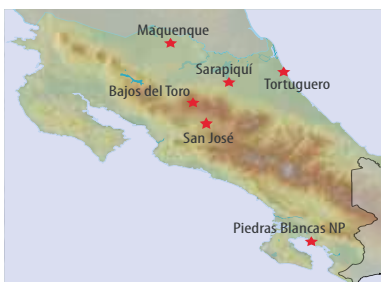 Maquenque
Sarapiquí
Tortuguero
Bajos del Toro
San José
Piedras Blancas NP